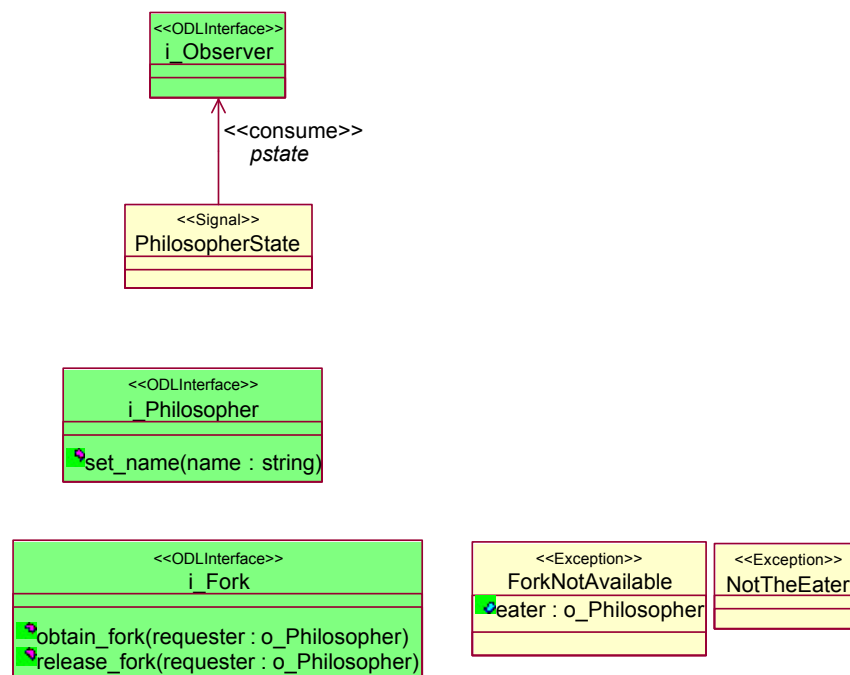 <<ODLInterface>>
i_Observer
<<consume>>
pstate
<<Signal>>
PhilosopherState
<<ODLInterface>>
i_Philosopher
set_name(name : string)
<<ODLInterface>>
i_Fork
obtain_fork(requester : o_Philosopher)
release_fork(requester : o_Philosopher)
<<Exception>>
ForkNotAvailable
eater : o_Philosopher
<<Exception>>
NotTheEater